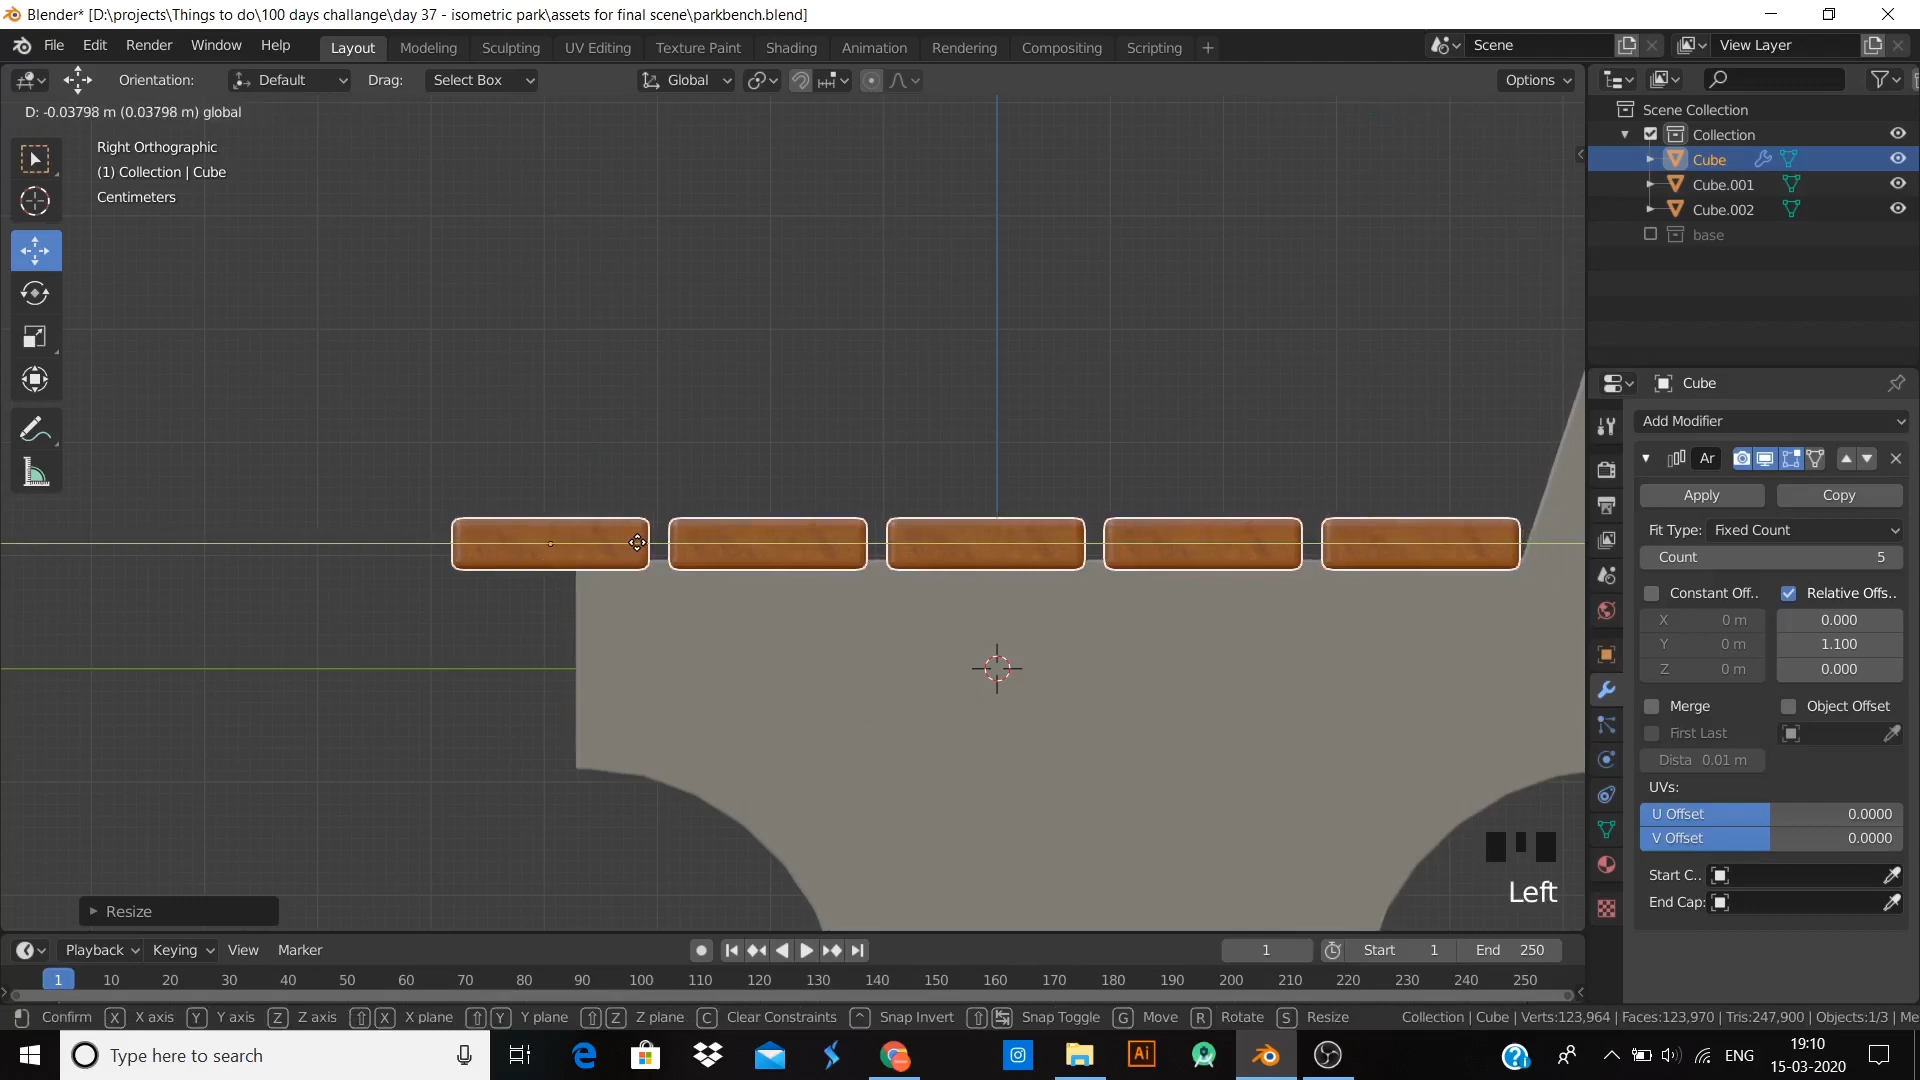 Blender* [D:\projects\Things to do\100 days challange\day 37 - isometric park\assets for final scene\parkbench.blend]
File Edit Render Window Help Layout Modeling Sculpting UV Editing Texture Paint Shading Animation Rendering Compositing Scripting + Scene View Layer
Orientation: Default Drag: Select Box Global Options
D: -0.03798 m (0.03798 m) global
Right Orthographic
(1) Collection | Cube
Centimeters
Scene Collection
Collection
Cube
Cube.001
Cube.002
base
Cube
Add Modifier
Ar
Apply Copy
Fit Type: Fixed Count
Count 5
Constant Off.. Relative Offs..
X 0 m 0.000
Y 0 m 1.100
Z 0 m 0.000
Merge Object Offset
First Last
Dista 0.01 m
UVs:
U Offset 0.0000
V Offset 0.0000
Start C..
End Cap:
Left
Resize
Playback Keying View Marker 1 Start 1 End 250
1 10 20 30 40 50 60 70 80 90 100 110 120 130 140 150 160 170 180 190 200 210 220 230 240 250
Confirm X X axis Y Y axis Z Z axis X X plane Y Y plane Z Z plane C Clear Constraints ^ Snap Invert Snap Toggle G Move R Rotate S Resize Collection | Cube | Verts:123,964 | Faces:123,970 | Tris:247,900 | Objects:1/3 | Me
Type here to search Ai ENG
19:10
15-03-2020